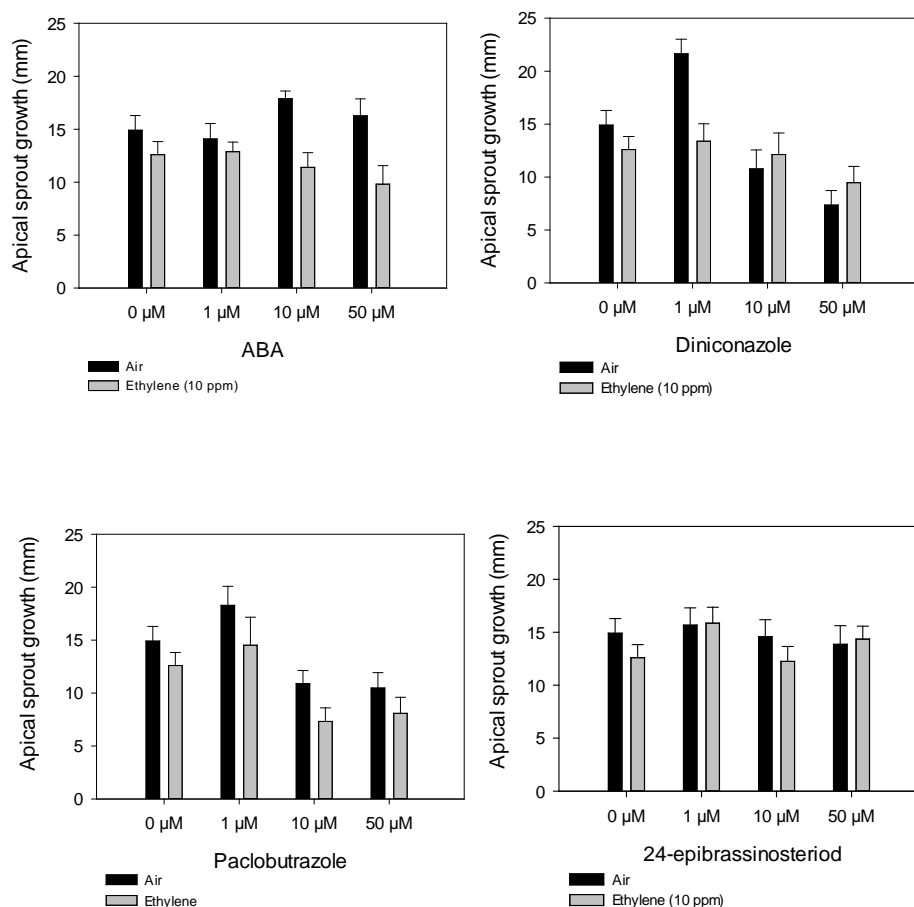 Apical sprout growth (mm)
25
20
15
10
5
0
0 µM 1 µM 10 µM 50 µM
ABA
Air
Ethylene (10 ppm)
Apical sprout growth (mm)
25
20
15
10
5
0
0 µM 1 µM 10 µM 50 µM
Diniconazole
Air
Ethylene (10 ppm)
Apical sprout growth (mm)
25
20
15
10
5
0
0 µM 1 µM 10 µM 50 µM
Paclobutrazole
Air
Ethylene
Apical sprout growth (mm)
25
20
15
10
5
0
0 µM 1 µM 10 µM 50 µM
24-epibrassinosteriod
Air
Ethylene (10 ppm)